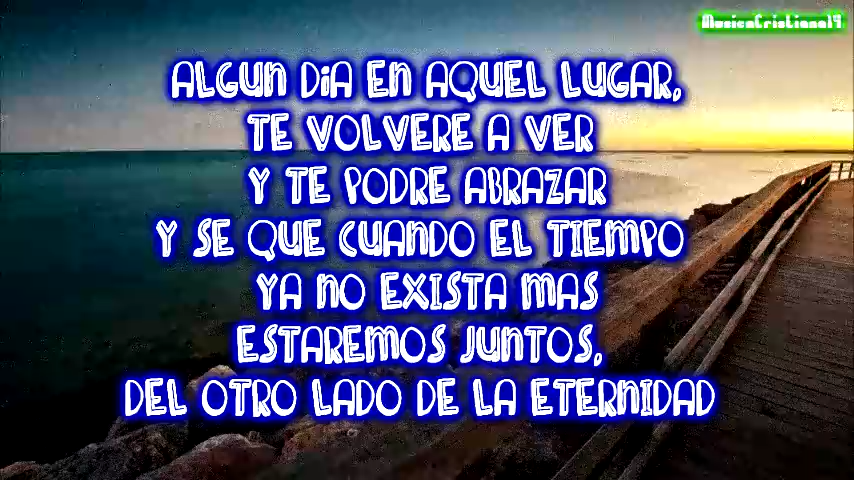 MusicaCristiana19
ALGUN DIA EN AQUEL LUGAR,
TE VOLVERE A VER
Y TE PODRE ABRAZAR
Y SE QUE CUANDO EL TIEMPO
YA NO EXISTA MAS
ESTAREMOS JUNTOS,
DEL OTRO LADO DE LA ETERNIDAD